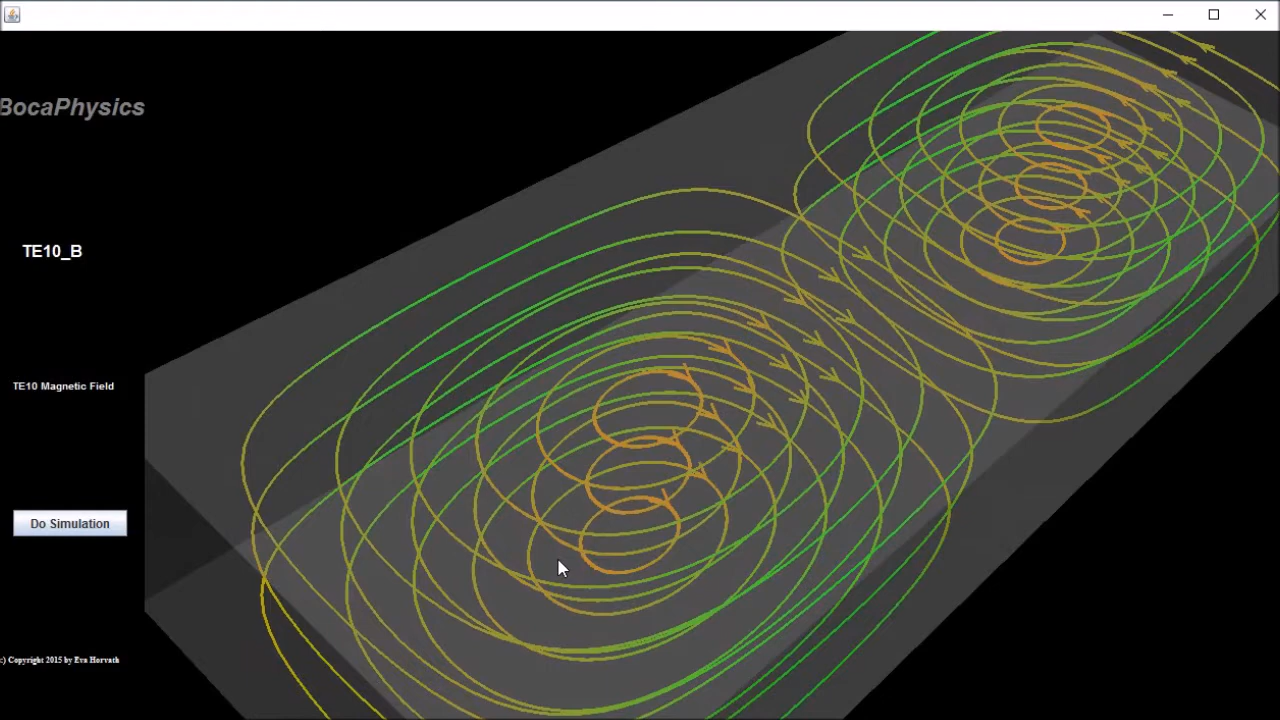 BocaPhysics
TE10_B
TE10 Magnetic Field
Do Simulation
c) Copyright 2015 by Eva Horvath